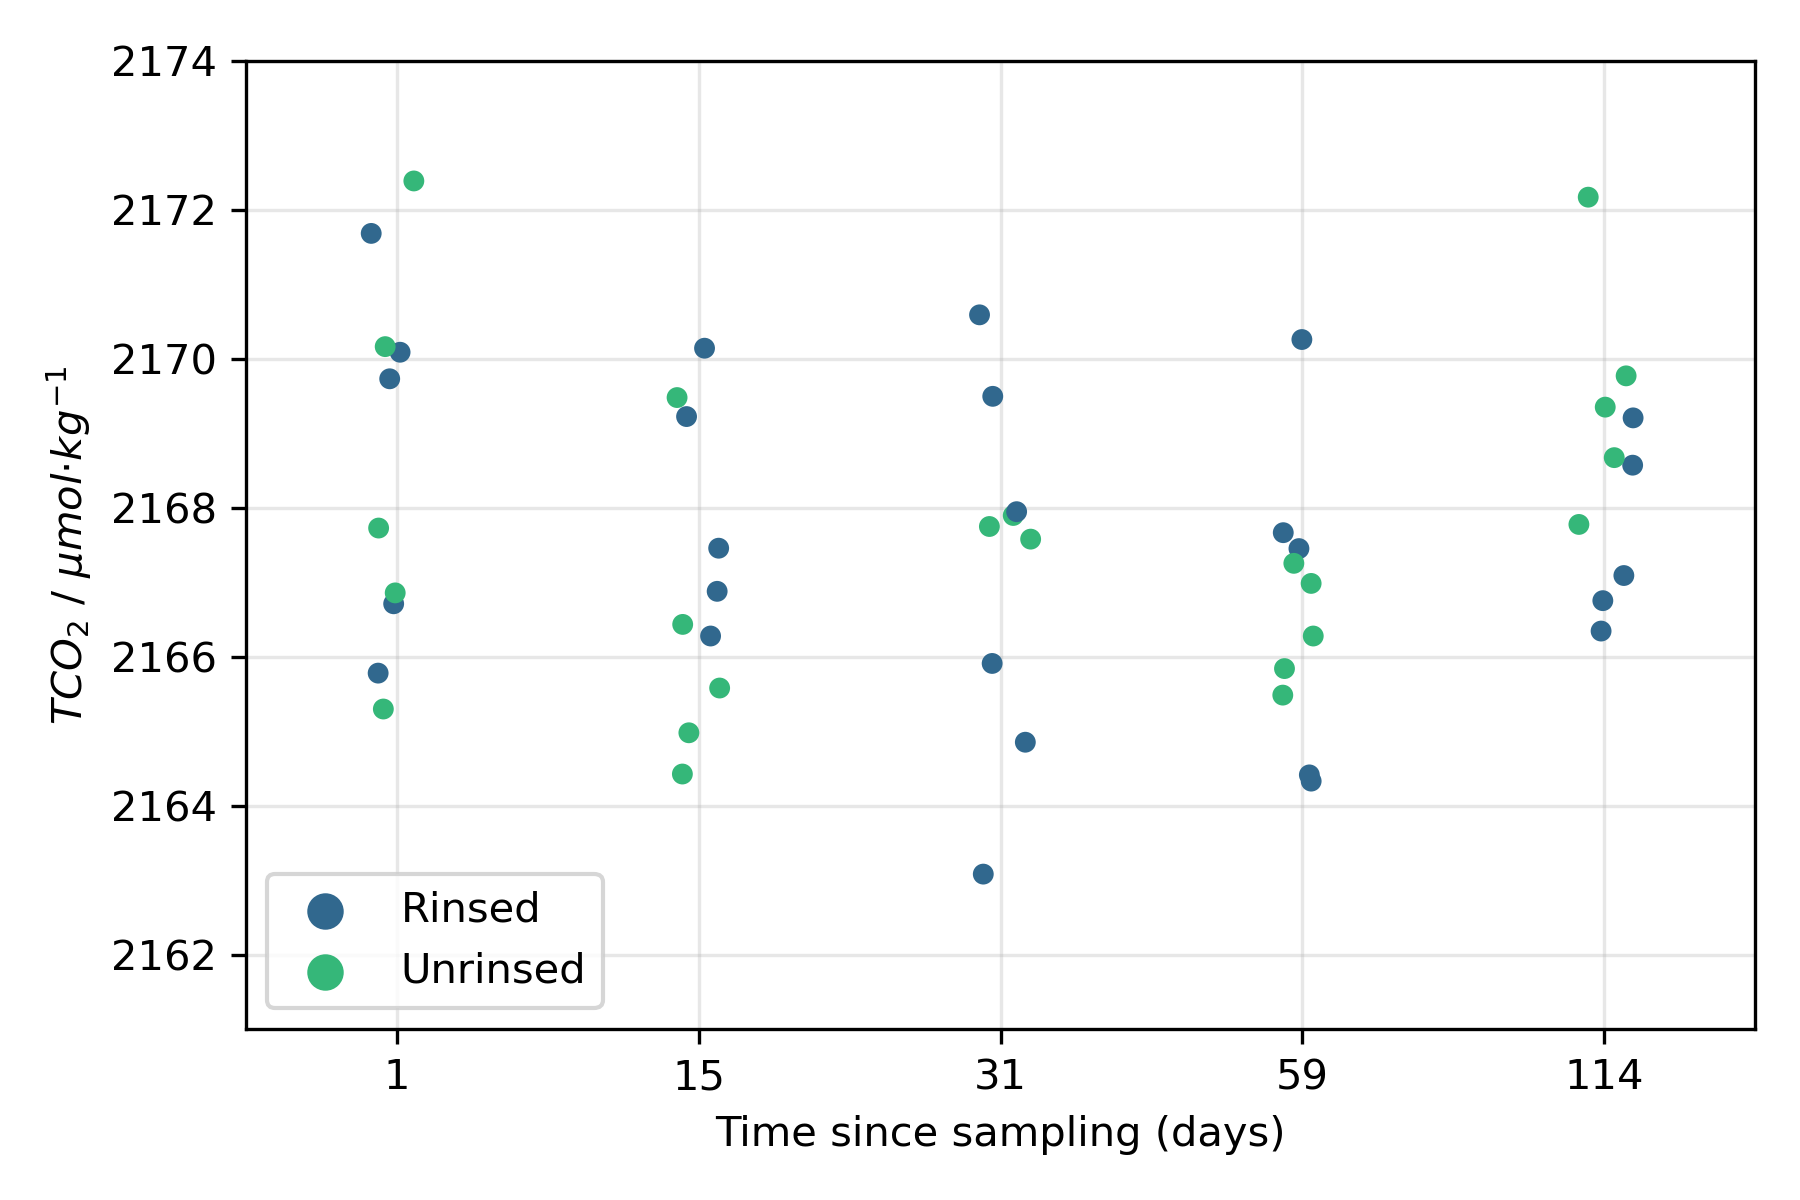 2174
2172
2170
2168
2166
2164
2162
TCO₂ / μmol·kg⁻¹
Rinsed
Unrinsed
1 15 31 59 114
Time since sampling (days)